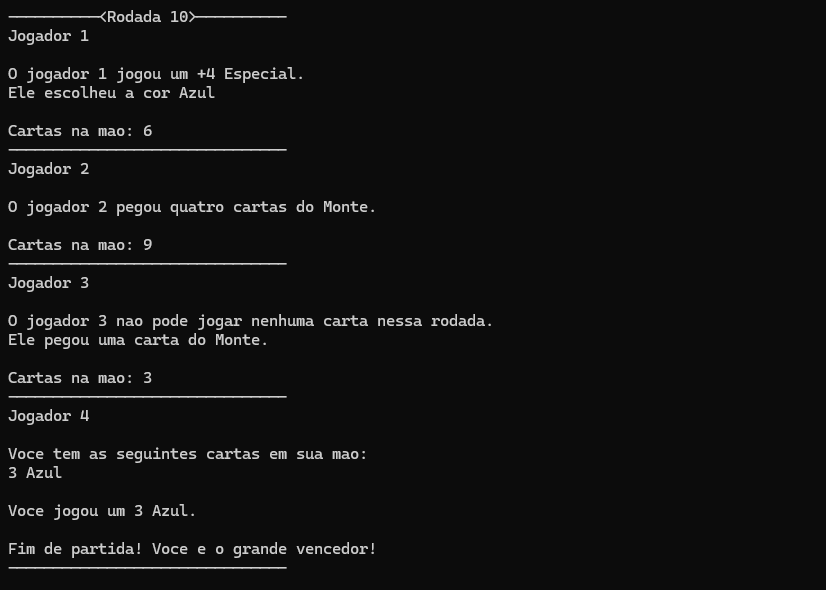 -----------<Rodada 10>-----------
Jogador 1
O jogador 1 jogou um +4 Especial.
Ele escolheu a cor Azul
Cartas na mao: 6
-------------------------------
Jogador 2
O jogador 2 pegou quatro cartas do Monte.
Cartas na mao: 9
-------------------------------
Jogador 3
O jogador 3 nao pode jogar nenhuma carta nessa rodada.
Ele pegou uma carta do Monte.
Cartas na mao: 3
-------------------------------
Jogador 4
Voce tem as seguintes cartas em sua mao:
3 Azul
Voce jogou um 3 Azul.
Fim de partida! Voce e o grande vencedor!
-------------------------------